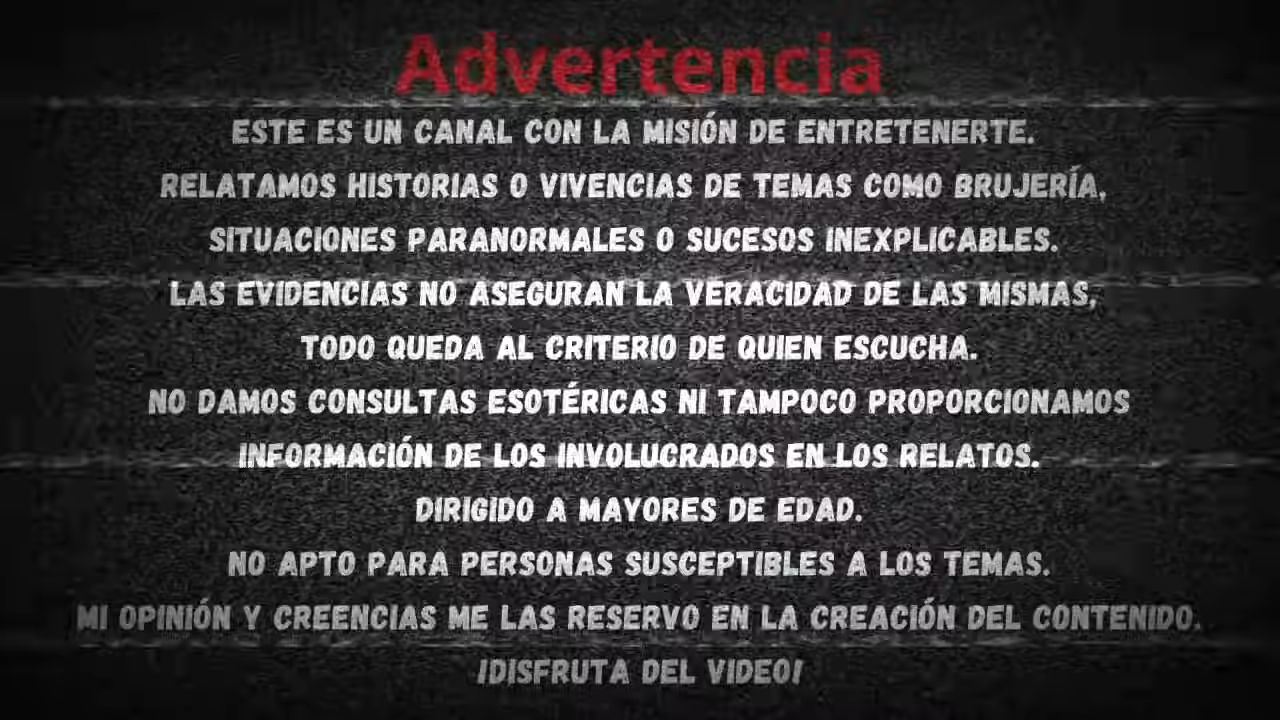 Advertencia
ESTE ES UN CANAL CON LA MISIÓN DE ENTRETENERTE.
RELATAMOS HISTORIAS O VIVENCIAS DE TEMAS COMO BRUJERÍA,
SITUACIONES PARANORMALES O SUCESOS INEXPLICABLES.
LAS EVIDENCIAS NO ASEGURAN LA VERACIDAD DE LAS MISMAS,
TODO QUEDA AL CRITERIO DE QUIEN ESCUCHA.
NO DAMOS CONSULTAS ESOTÉRICAS NI TAMPOCO PROPORCIONAMOS
INFORMACIÓN DE LOS INVOLUCRADOS EN LOS RELATOS.
DIRIGIDO A MAYORES DE EDAD.
NO APTO PARA PERSONAS SUSCEPTIBLES A LOS TEMAS.
MI OPINIÓN Y CREENCIAS ME LAS RESERVO EN LA CREACIÓN DEL CONTENIDO.
¡DISFRUTA DEL VIDEO!